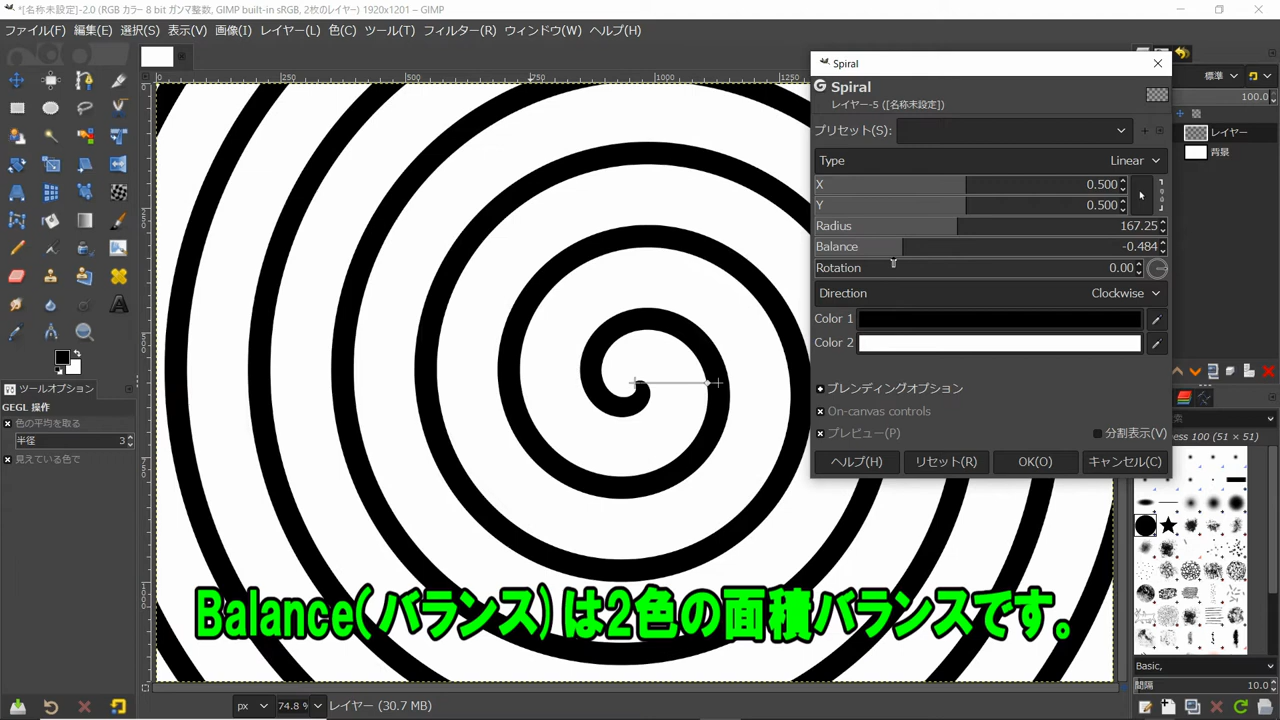 *[名称未設定]-2.0 (RGB カラー 8 bit ガンマ整数, GIMP built-in sRGB, 2枚のレイヤー) 1920x1201 – GIMP
ファイル(F) 編集(E) 選択(S) 表示(V) 画像(I) レイヤー(L) 色(C) ツール(T) フィルター(R) ウィンドウ(W) ヘルプ(H)
0 250 500 750 1000 1250
Spiral
Spiral
レイヤー-5 ([名称未設定])
プリセット(S):
Type Linear
X 0.500
Y 0.500
Radius 167.25
Balance -0.484
Rotation 0.00
Direction Clockwise
Color 1
Color 2
ブレンディングオプション
On-canvas controls
プレビュー(P) 分割表示(V)
ヘルプ(H) リセット(R) OK(O) キャンセル(C)
標準
100.0
レイヤー
背景
ツールオプション
GEGL 操作
色の平均を取る
半径 3
見えている色で
ess 100 (51 × 51)
Basic,
間隔 10.0
Balance(バランス)は2色の面積バランスです。
px 74.8 % レイヤー (30.7 MB)